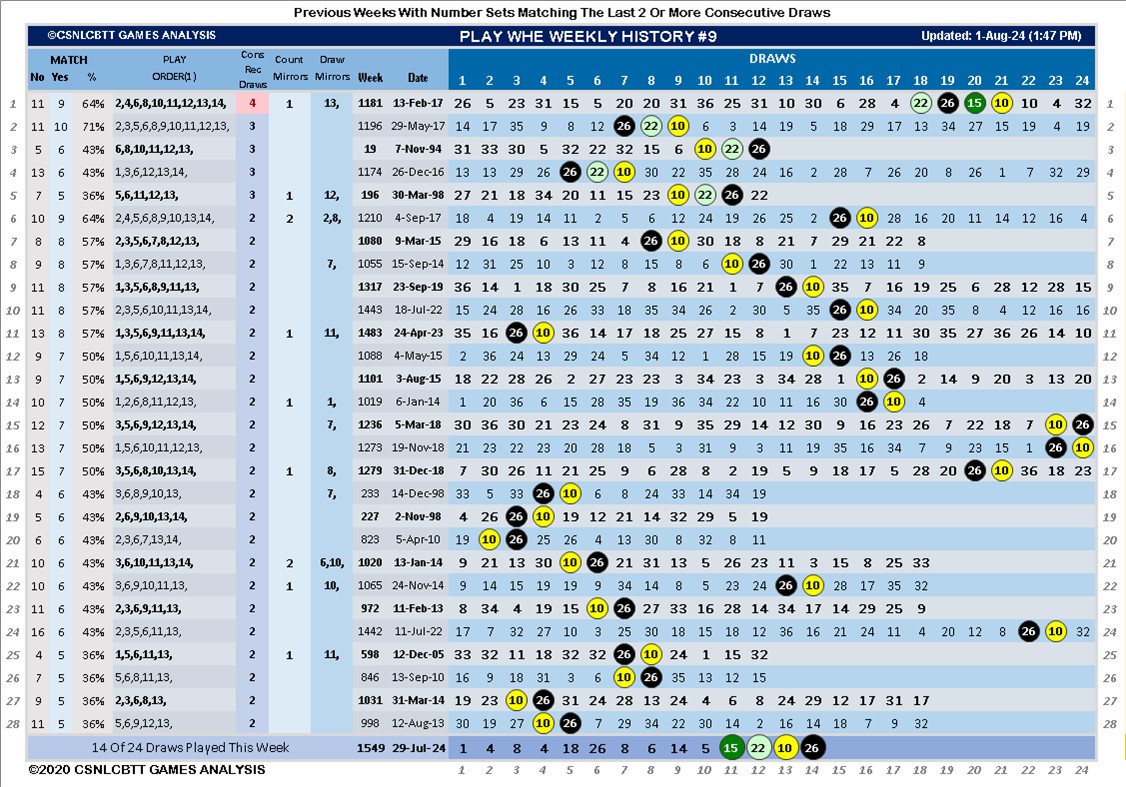 Previous Weeks With Number Sets Matching The Last 2 Or More Consecutive Draws
©CSNLCBTT GAMES ANALYSIS PLAY WHE WEEKLY HISTORY #9 Updated: 1-Aug-24 (1:47 PM)
MATCH PLAY Cons Rec Draws Count Mirrors Draw Mirrors DRAWS
No Yes % ORDER(1) Week Date 1 2 3 4 5 6 7 8 9 10 11 12 13 14 15 16 17 18 19 20 21 22 23 24
1 11 9 64% 2,4,6,8,10,11,12,13,14, 4 1 13, 1181 13-Feb-17 26 5 23 31 15 5 20 20 31 36 25 31 10 30 6 28 4 22 26 15 10 10 4 32 1
2 11 10 71% 2,3,5,6,8,9,10,11,12,13, 3 1196 29-May-17 14 17 35 9 8 12 26 22 10 6 3 14 19 5 18 29 17 13 34 27 15 19 4 19 2
3 5 6 43% 6,8,10,11,12,13, 3 19 7-Nov-94 31 33 30 5 32 22 32 15 6 10 22 26 3
4 13 6 43% 1,3,6,12,13,14, 3 1174 26-Dec-16 13 13 29 26 26 22 10 30 22 35 28 24 16 2 28 7 26 20 8 26 1 7 32 29 4
5 7 5 36% 5,6,11,12,13, 3 1 12, 196 30-Mar-98 27 21 18 34 20 11 15 23 10 22 26 22 5
6 10 9 64% 2,4,5,6,8,9,10,13,14, 2 2 2,8, 1210 4-Sep-17 18 4 19 14 11 2 5 6 12 24 19 26 25 2 26 10 28 16 20 11 14 12 16 4 6
7 8 8 57% 2,3,5,6,7,8,12,13, 2 1080 9-Mar-15 29 16 18 6 13 11 4 26 10 30 18 8 21 7 29 21 22 8 7
8 9 8 57% 1,3,6,7,8,11,12,13, 2 7, 1055 15-Sep-14 12 31 25 10 3 12 8 15 8 6 10 26 30 1 22 13 11 9 8
9 11 8 57% 1,3,5,6,8,9,11,13, 2 1317 23-Sep-19 36 14 1 18 30 25 7 8 16 21 1 7 26 10 35 7 16 19 25 6 28 12 28 15 9
10 11 8 57% 2,3,5,6,10,11,13,14, 2 1443 18-Jul-22 15 24 28 16 26 33 18 35 34 26 2 30 5 35 26 10 34 20 35 8 4 12 16 16 10
11 13 8 57% 1,3,5,6,9,11,13,14, 2 1 11, 1483 24-Apr-23 35 16 26 10 36 14 17 18 25 27 15 8 1 7 23 12 11 30 35 27 36 26 14 10 11
12 9 7 50% 1,5,6,10,11,13,14, 2 1088 4-May-15 2 36 24 13 29 24 5 34 12 1 28 15 19 10 26 13 26 18 12
13 9 7 50% 1,5,6,9,12,13,14, 2 1101 3-Aug-15 18 22 28 26 2 27 23 23 3 34 23 3 34 28 1 10 26 2 14 9 20 3 13 20 13
14 10 7 50% 1,2,6,8,11,13,14, 2 1 1, 1019 6-Jan-14 1 20 36 6 15 28 35 19 36 34 22 10 11 16 30 26 10 4 14
15 12 7 50% 3,5,6,9,12,13,14, 2 7, 1236 5-Mar-18 30 36 30 21 23 24 8 31 9 35 29 14 12 30 9 16 23 26 7 22 18 7 10 26 15
16 13 7 50% 1,5,6,10,11,12,13, 2 1273 19-Nov-18 21 23 22 23 20 28 18 5 3 31 9 3 11 19 35 16 34 7 9 23 15 1 26 10 16
17 15 7 50% 3,5,6,8,10,13,14, 2 1 8, 1279 31-Dec-18 7 30 26 11 21 25 9 6 28 8 2 19 5 9 18 17 5 28 20 26 10 36 18 23 17
18 4 6 43% 3,6,8,9,10,13, 2 7, 233 14-Dec-98 33 5 33 26 10 6 8 24 33 14 34 19 18
19 5 6 43% 2,6,9,10,13,14, 2 227 2-Nov-98 4 26 26 10 19 12 21 14 32 29 5 19 19
20 6 6 43% 2,3,6,7,13,14, 2 823 5-Apr-10 19 10 26 25 26 4 13 30 8 32 8 11 20
21 10 6 43% 3,6,10,11,13,14, 2 2 6,10, 1020 13-Jan-14 9 21 13 30 10 26 21 31 13 5 26 23 11 3 15 8 25 33 21
22 10 6 43% 3,6,9,10,11,13, 2 1 10, 1065 24-Nov-14 9 14 15 19 19 9 34 14 8 5 23 24 26 10 28 17 35 32 22
23 11 6 43% 2,3,6,9,11,13, 2 972 11-Feb-13 8 34 4 19 15 10 26 27 33 16 28 14 34 17 14 29 25 9 23
24 16 6 43% 2,3,5,6,11,13, 2 1442 11-Jul-22 17 7 32 27 10 3 25 30 18 15 18 12 36 16 21 24 11 4 20 12 8 26 10 32 24
25 4 5 36% 1,5,6,11,13, 2 1 11, 598 12-Dec-05 33 32 11 18 32 32 26 10 24 1 15 32 25
26 7 5 36% 5,6,8,11,13, 2 846 13-Sep-10 16 9 18 31 3 6 10 26 35 13 12 15 26
27 9 5 36% 2,3,6,8,13, 2 1031 31-Mar-14 19 23 10 26 31 24 28 13 24 4 6 8 24 29 12 17 31 17 27
28 11 5 36% 5,6,9,12,13, 2 998 12-Aug-13 30 19 27 10 26 7 29 34 22 30 14 2 16 14 18 7 9 32 28
14 Of 24 Draws Played This Week 1549 29-Jul-24 1 4 8 4 18 26 8 6 14 5 15 22 10 26
©2020 CSNLCBTT GAMES ANALYSIS 1 2 3 4 5 6 7 8 9 10 11 12 13 14 15 16 17 18 19 20 21 22 23 24